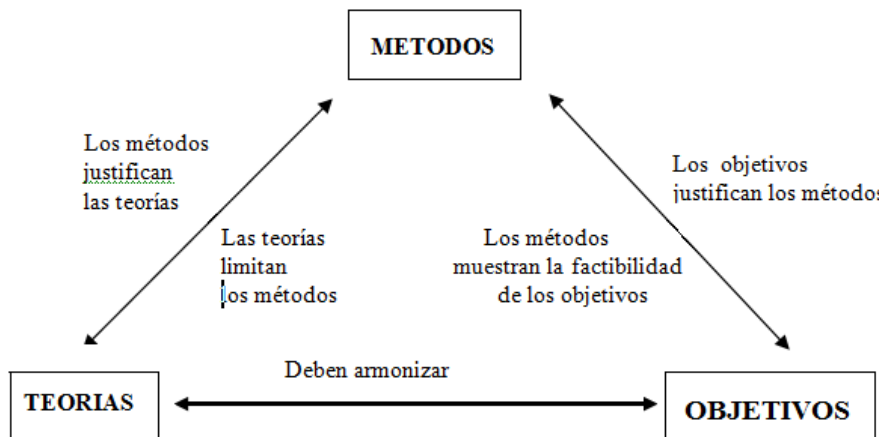 METODOS
Los métodos
justifican
las teorías
Los objetivos
justifican los métodos
Las teorías
limitan
los métodos
Los métodos
muestran la factibilidad
de los objetivos
Deben armonizar
TEORIAS
OBJETIVOS